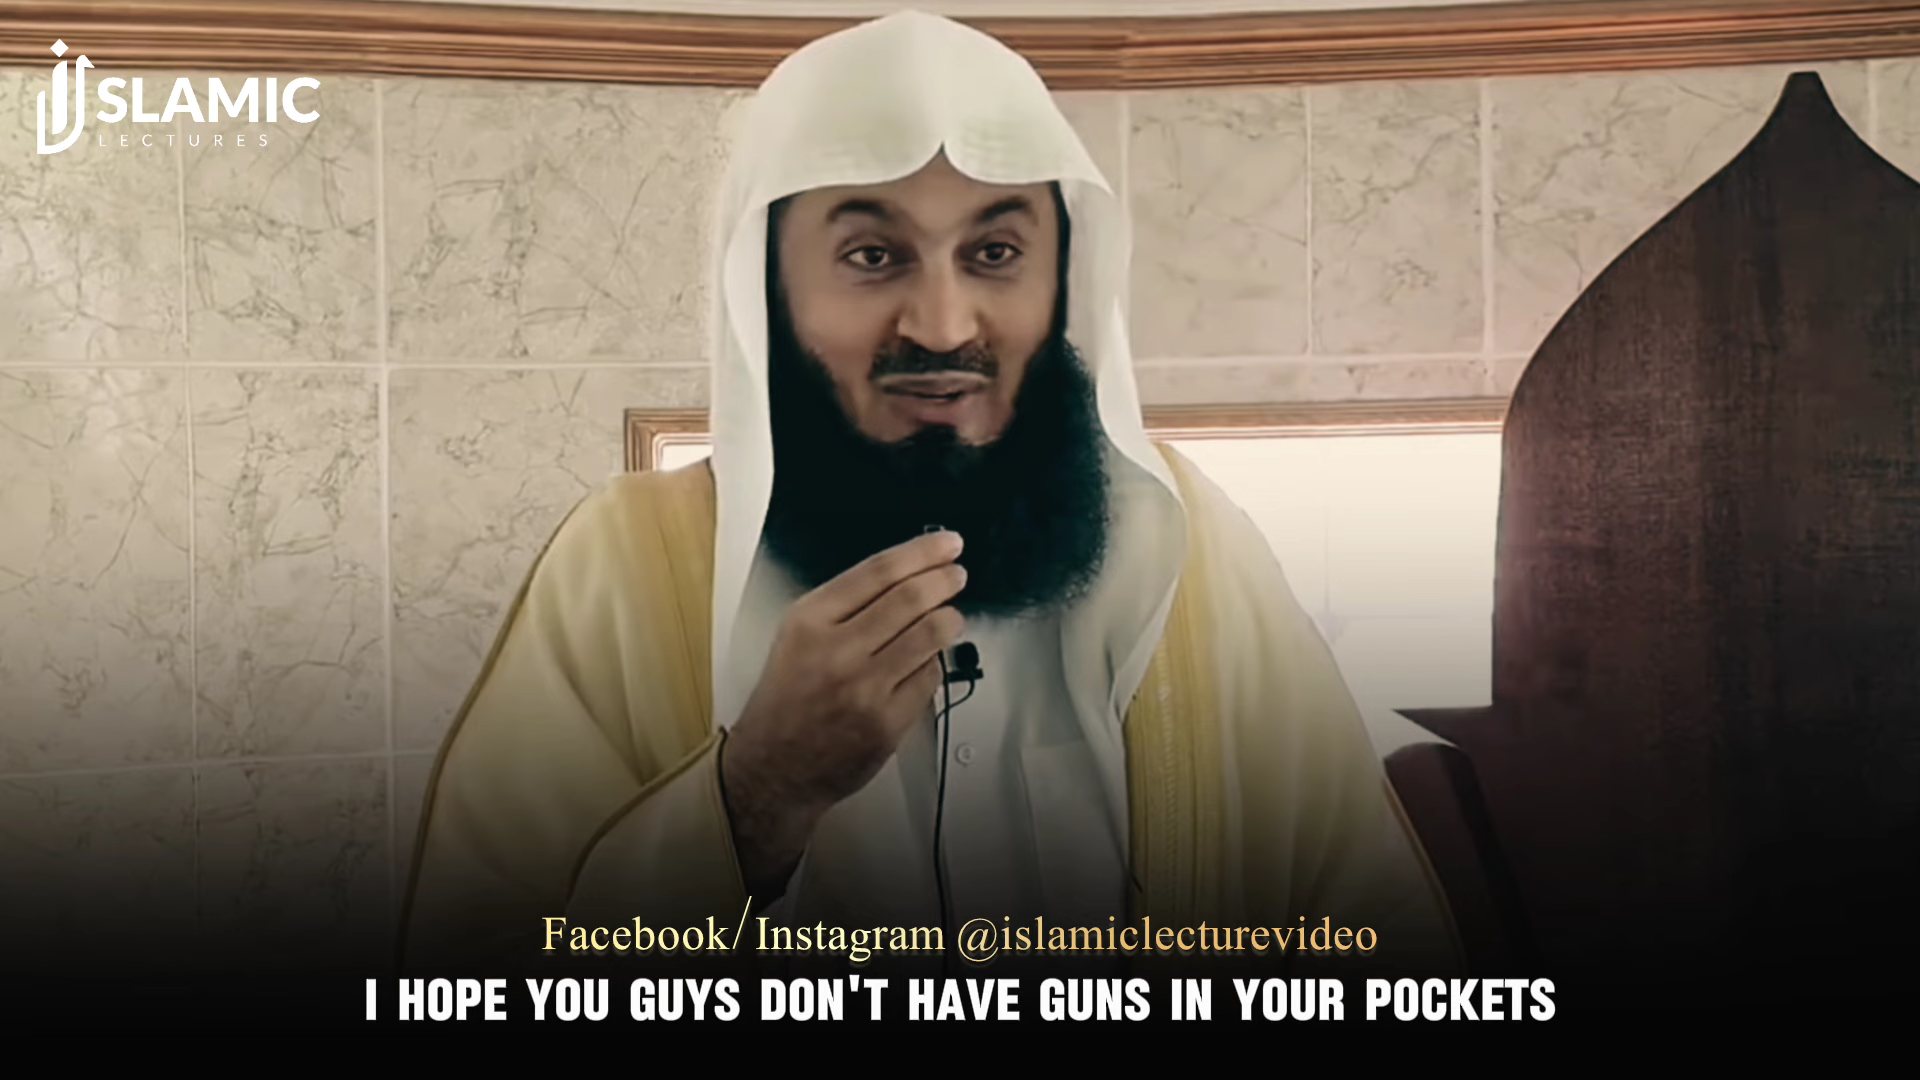 ISLAMIC
LECTURES
Facebook/Instagram @islamiclecturevideo
I HOPE YOU GUYS DON'T HAVE GUNS IN YOUR POCKETS